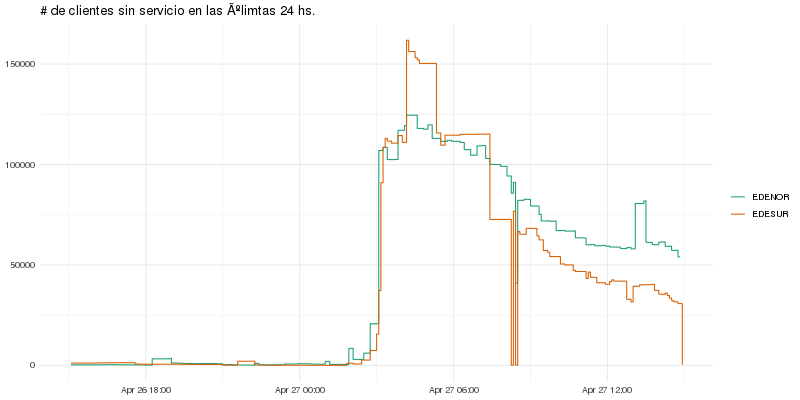 # de clientes sin servicio en las Ãºlimtas 24 hs.
150000
100000
50000
0
Apr 26 18:00
Apr 27 00:00
Apr 27 06:00
Apr 27 12:00
EDENOR
EDESUR